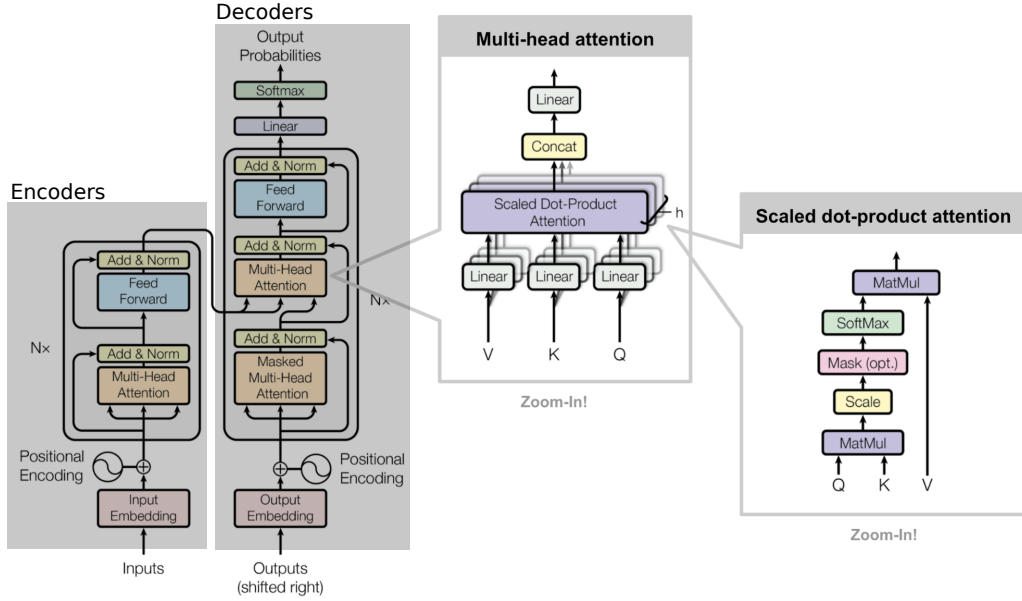 Decoders
Output
Probabilities
Softmax
Linear
Add & Norm
Feed
Forward
Add & Norm
Multi-Head
Attention
Nx
Add & Norm
Masked
Multi-Head
Attention
Positional
Encoding
Output
Embedding
Outputs
(shifted right)
Encoders
Add & Norm
Feed
Forward
Nx
Add & Norm
Multi-Head
Attention
Positional
Encoding
Input
Embedding
Inputs
Multi-head attention
Linear
Concat
Scaled Dot-Product
Attention
h
Linear
Linear
Linear
V
K
Q
Zoom-In!
Scaled dot-product attention
MatMul
SoftMax
Mask (opt.)
Scale
MatMul
Q
K
V
Zoom-In!